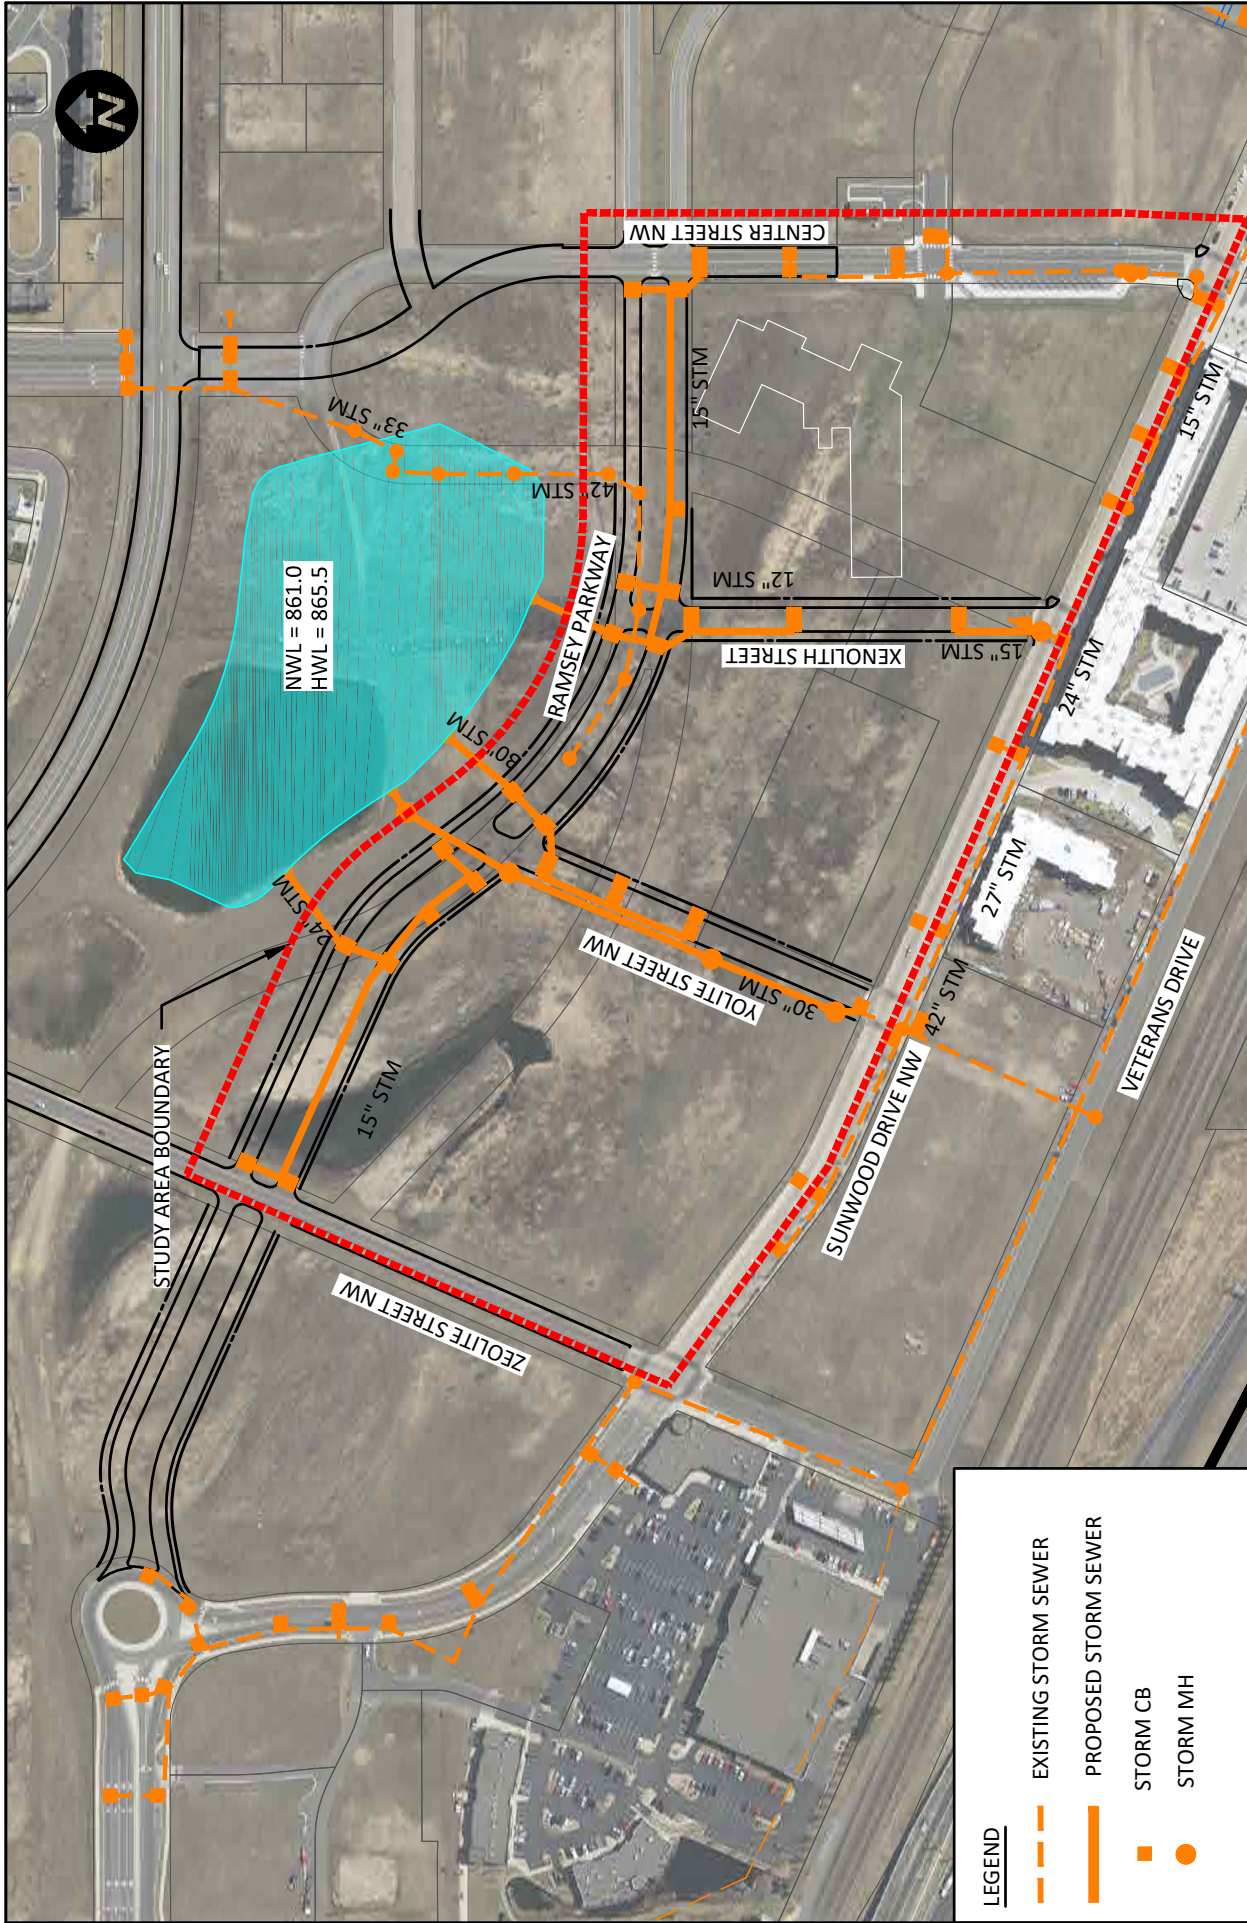 N
33" STM
42" STM
NWL = 861.0
HWL = 865.5
CENTER STREET NW
15" STM
RAMSEY PARKWAY
12" STM
XENOLITH STREET
15" STM
30" STM
24" STM
STUDY AREA BOUNDARY
15" STM
YOLITE STREET NW
30" STM
ZEOLITE STREET NW
SUNWOOD DRIVE NW
42" STM
27" STM
24" STM
15" STM
VETERANS DRIVE
LEGEND
EXISTING STORM SEWER
PROPOSED STORM SEWER
STORM CB
STORM MH